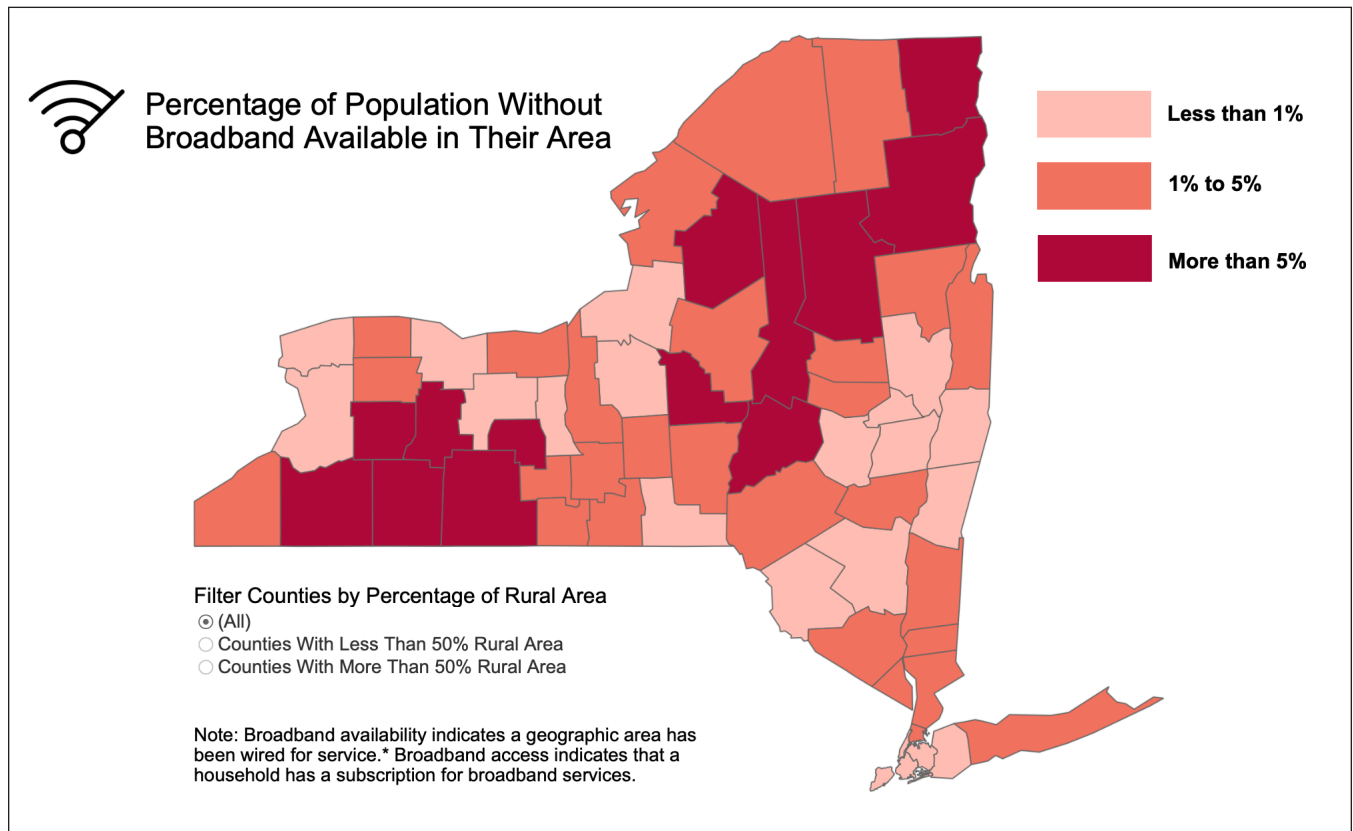 Percentage of Population Without
Broadband Available in Their Area
Less than 1%
1% to 5%
More than 5%
Filter Counties by Percentage of Rural Area
(All)
Counties With Less Than 50% Rural Area
Counties With More Than 50% Rural Area
Note: Broadband availability indicates a geographic area has
been wired for service.* Broadband access indicates that a
household has a subscription for broadband services.